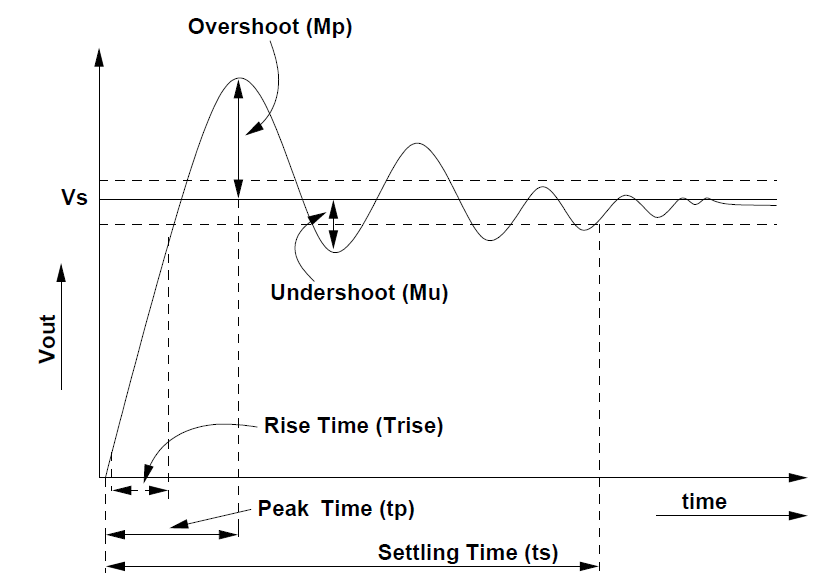 Overshoot (Mp)
Vs
Undershoot (Mu)
Vout
Rise Time (Trise)
time
Peak Time (tp)
Settling Time (ts)